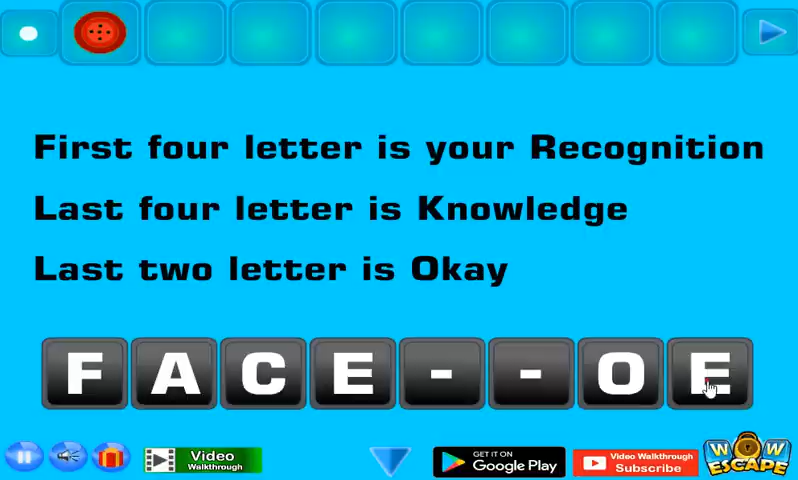 First four letter is your Recognition
Last four letter is Knowledge
Last two letter is Okay
F A C E - - O E
Video
Walkthrough
GET IT ON
Google Play
Video Walkthrough
Subscribe
WOW
ESCAPE